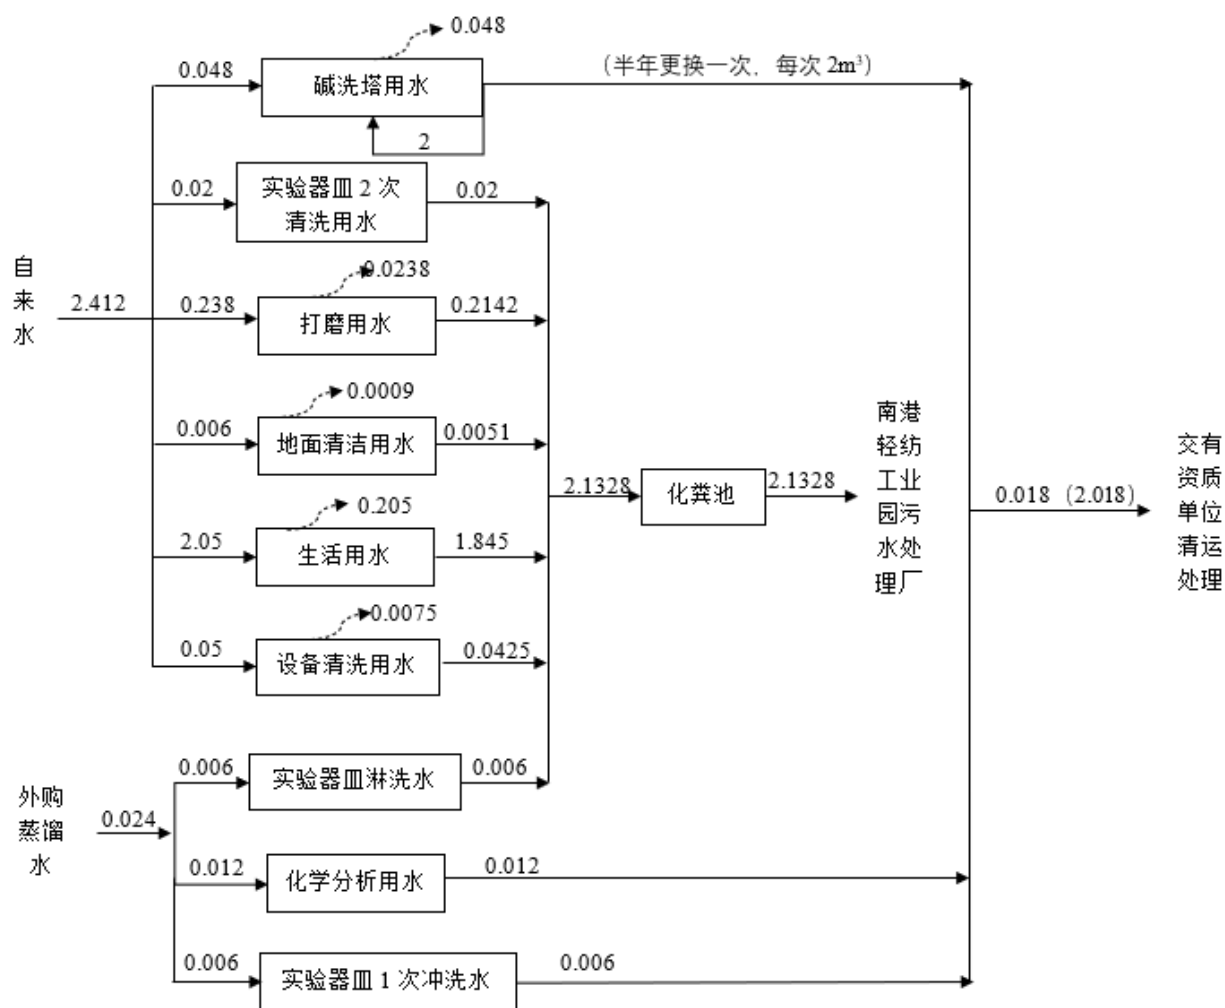 0.048
0.048
碱洗塔用水
(半年更换一次，每次 2m³)
2
0.02
实验器皿 2 次
清洗用水
0.02
0.0238
自
来
水
2.412
0.238
打磨用水
0.2142
0.0009
0.006
地面清洁用水
0.0051
0.205
2.05
生活用水
1.845
0.0075
0.05
设备清洗用水
0.0425
2.1328
化粪池
2.1328
南港
轻纺
工业
园污
水处
理厂
0.018（2.018）
交有
资质
单位
清运
处理
外购
蒸馏
水
0.024
0.006
实验器皿淋洗水
0.006
0.012
化学分析用水
0.012
0.006
实验器皿 1 次冲洗水
0.006